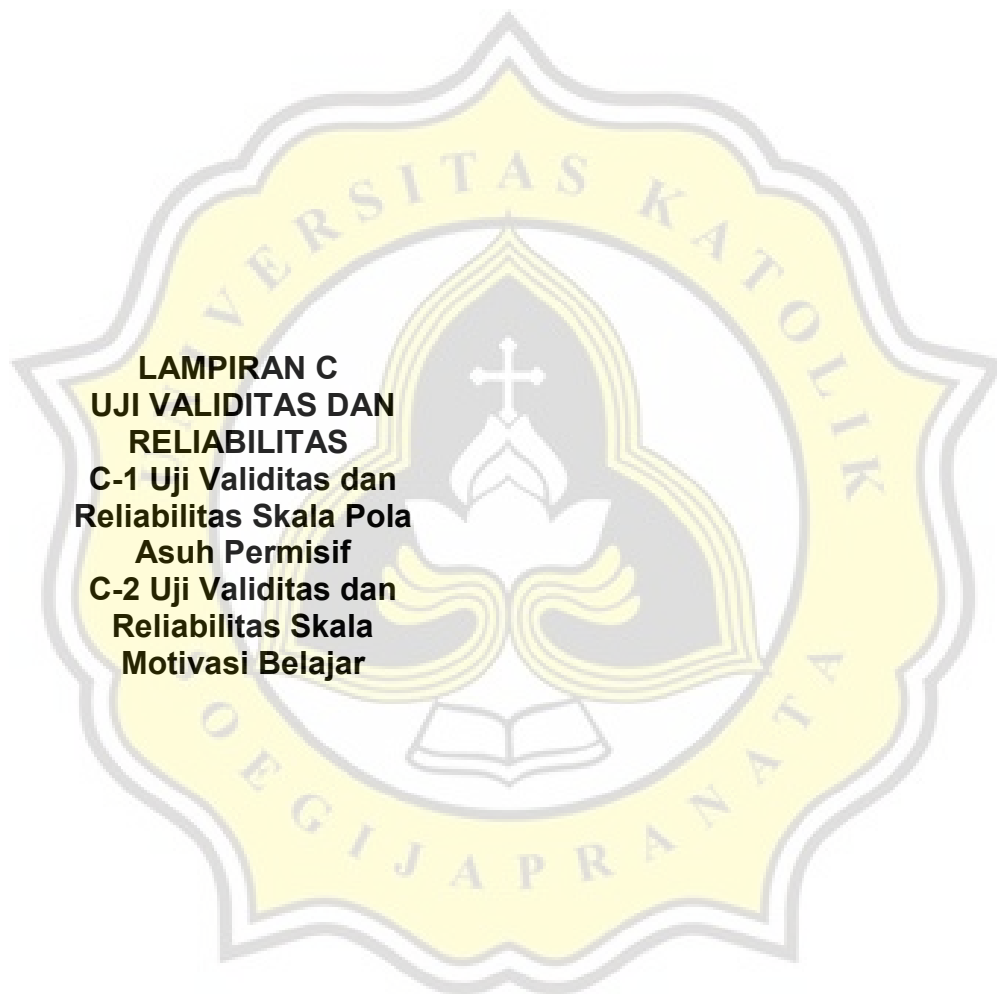 UNIVERSITAS KATOLIK
LAMPIRAN C
UJI VALIDITAS DAN
RELIABILITAS
C-1 Uji Validitas dan
Reliabilitas Skala Pola
Asuh Permisif
C-2 Uji Validitas dan
Reliabilitas Skala
Motivasi Belajar
SOEGIJAPRANATA